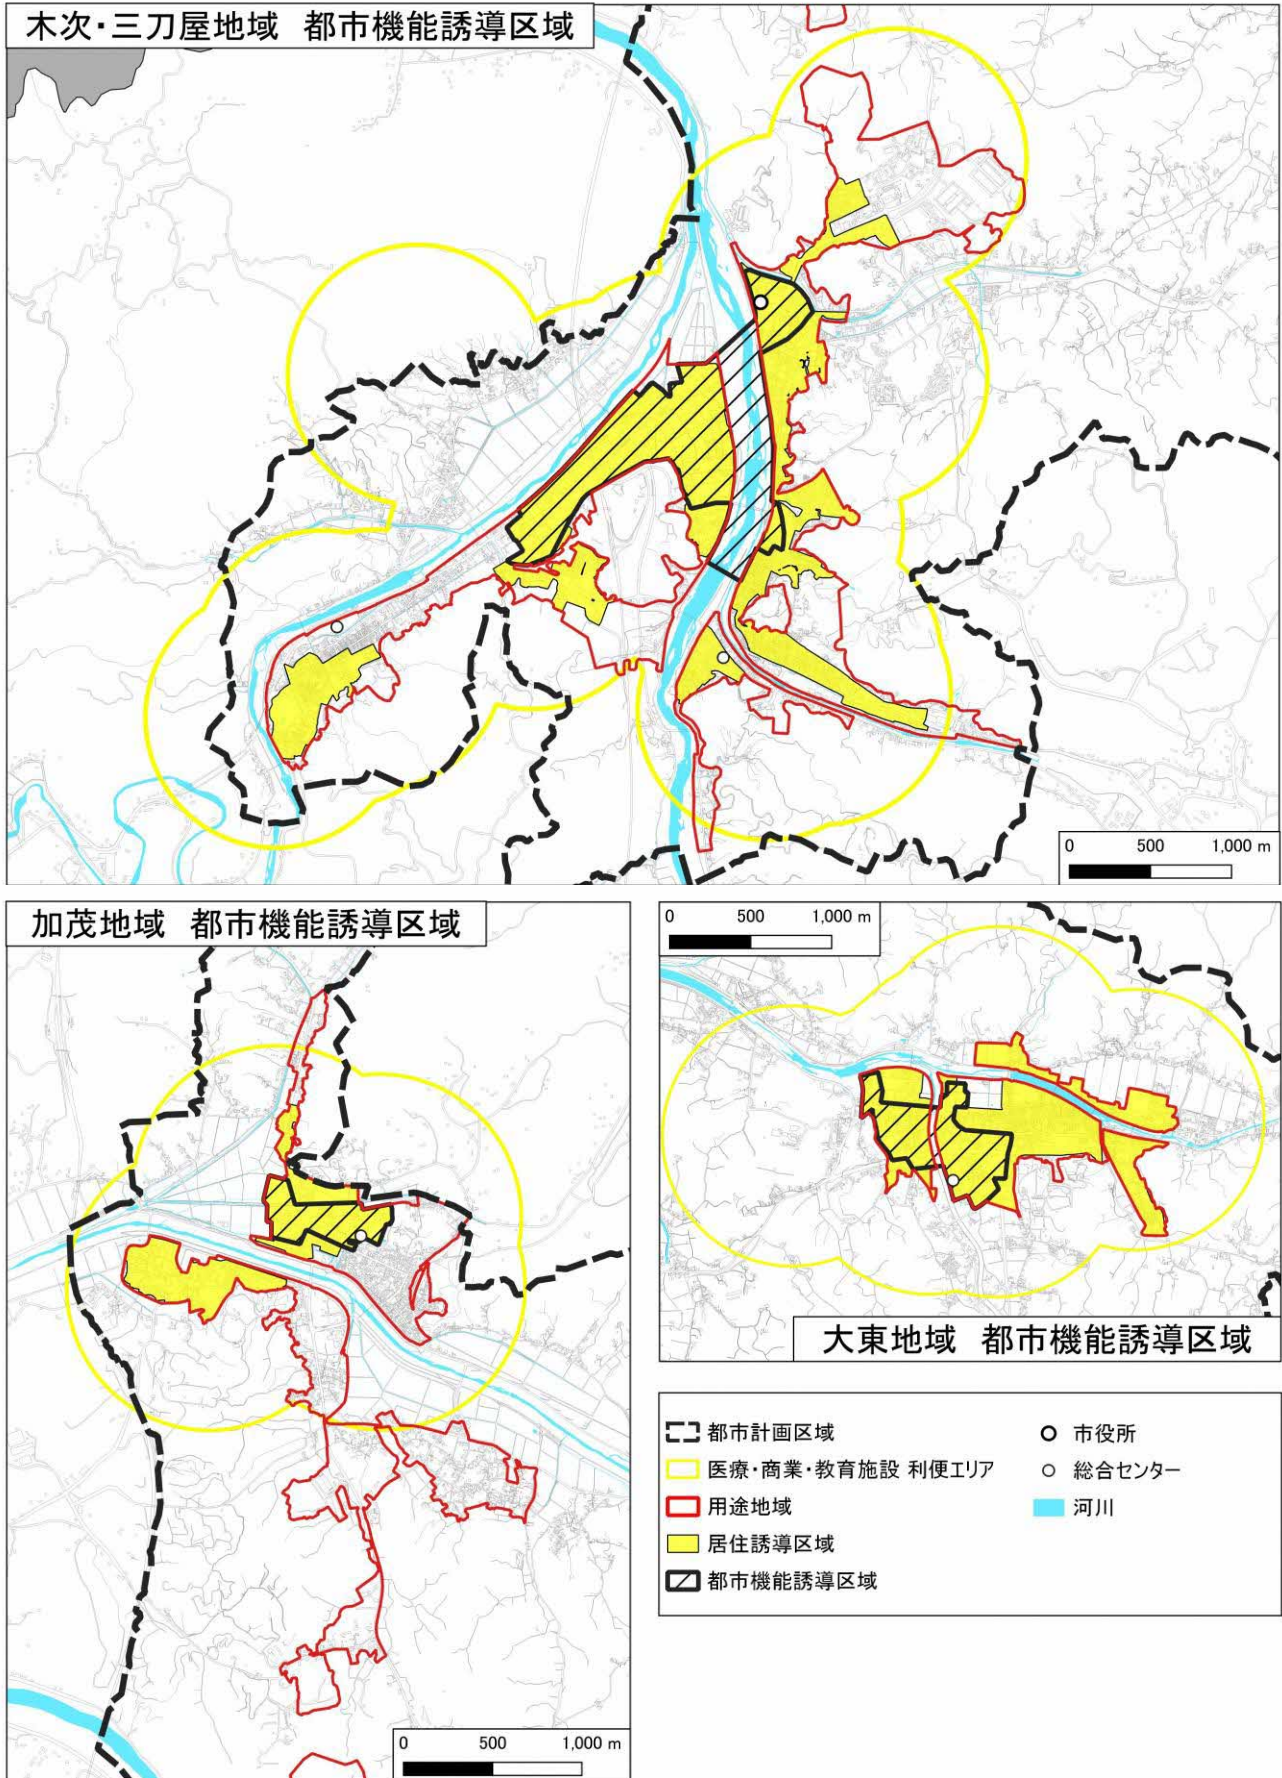 木次・三刀屋地域 都市機能誘導区域
0 500 1,000 m
加茂地域 都市機能誘導区域
0 500 1,000 m
0 500 1,000 m
大東地域 都市機能誘導区域
都市計画区域
医療・商業・教育施設 利便エリア
用途地域
居住誘導区域
都市機能誘導区域
市役所
総合センター
河川